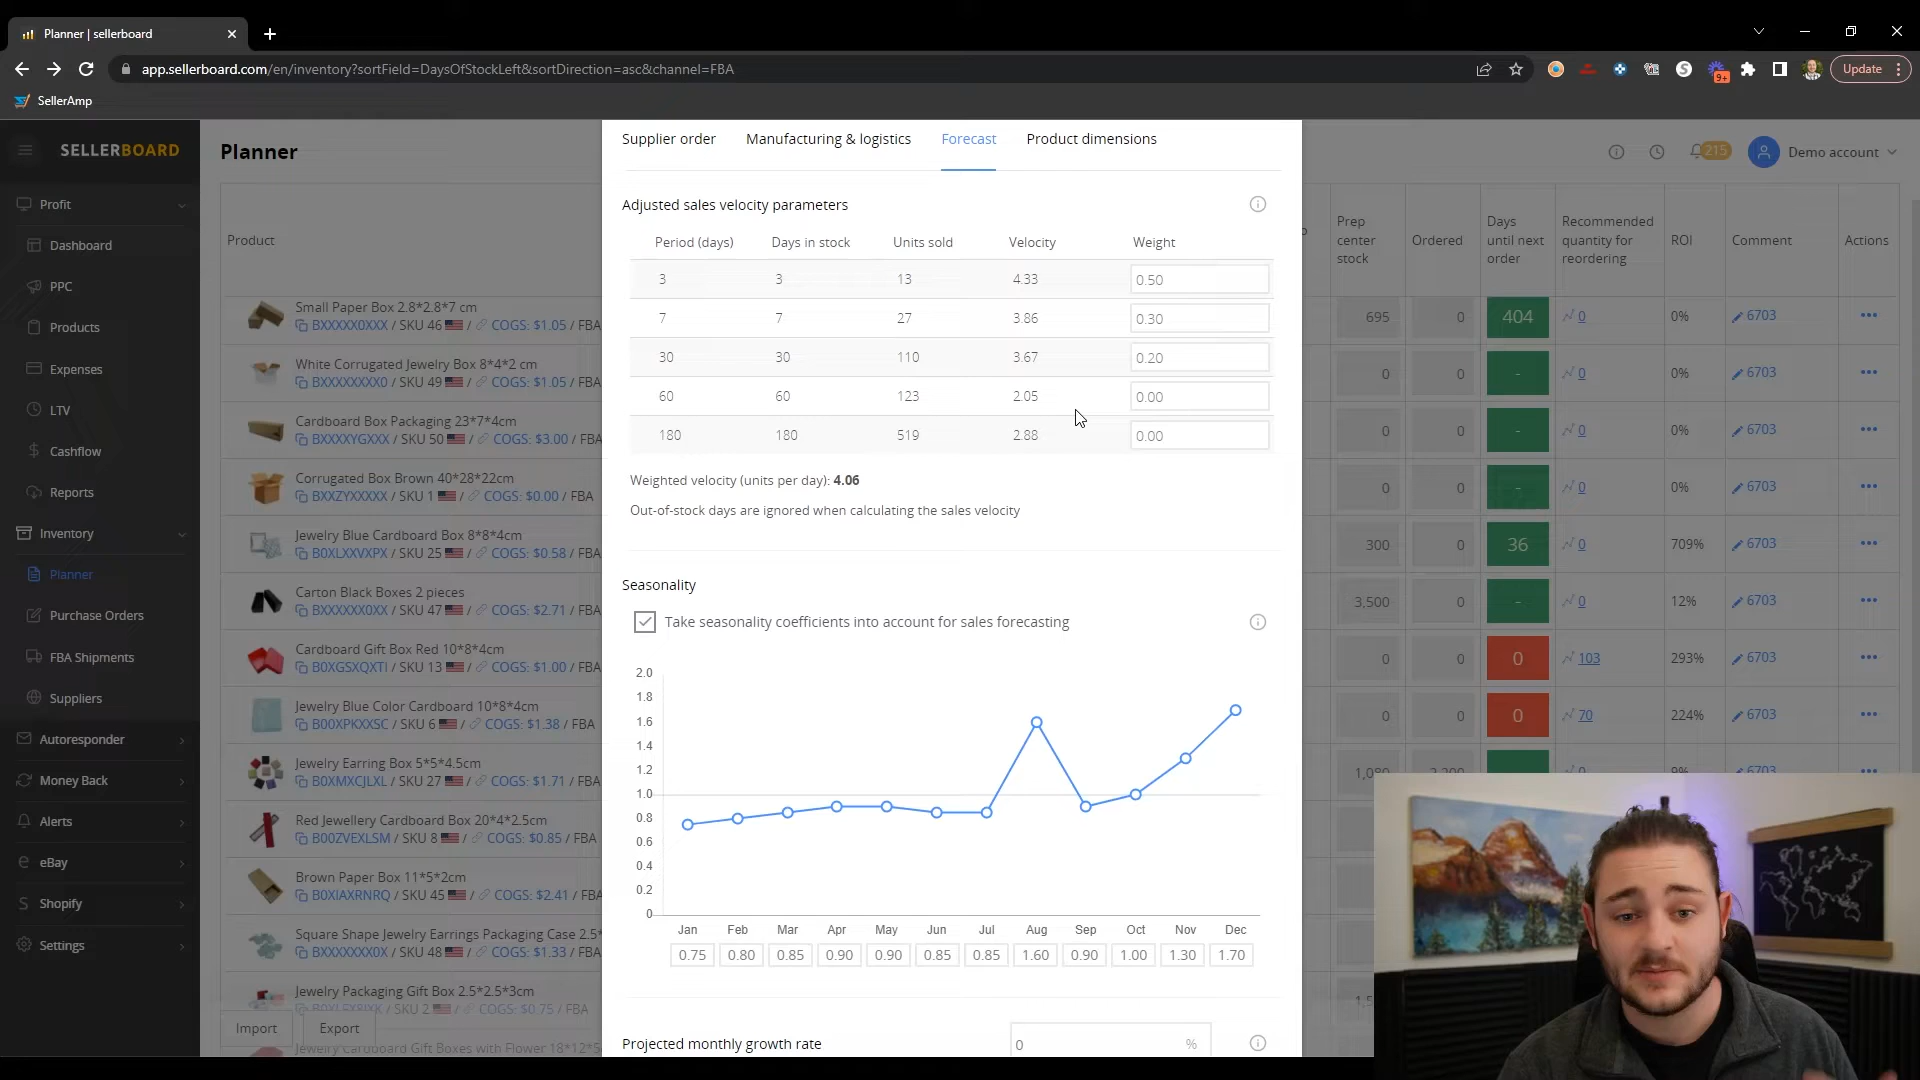 Planner | sellerboard
app.sellerboard.com/en/inventory?sortField=DaysOfStockLeft&sortDirection=asc&channel=FBA
9+
Update
SellerAmp
SELLERBOARD
Profit
Dashboard
PPC
Products
Expenses
LTV
Cashflow
Reports
Inventory
Planner
Purchase Orders
FBA Shipments
Suppliers
Autoresponder
Money Back
Alerts
eBay
Shopify
Settings
Planner
215
Demo account
Product
Small Paper Box 2.8*2.8*7 cm
BXXXXX0XXX / SKU 46 / COGS: $1.05 / FBA
White Corrugated Jewelry Box 8*4*2 cm
BXXXXXXXX0 / SKU 49 / COGS: $1.05 / FBA
Cardboard Box Packaging 23*7*4cm
BXXXXYGXXX / SKU 50 / COGS: $3.00 / FBA
Corrugated Box Brown 40*28*22cm
BXXZYXXXXX / SKU 1 / COGS: $0.00 / FBA
Jewelry Blue Cardboard Box 8*8*4cm
B0XLXXVXPX / SKU 25 / COGS: $0.58 / FBA
Carton Black Boxes 2 pieces
BXXXXXX0XX / SKU 47 / COGS: $2.71 / FBA
Cardboard Gift Box Red 10*8*4cm
B0XGSXQXTI / SKU 13 / COGS: $1.00 / FBA
Jewelry Blue Color Cardboard 10*8*4cm
B00XPKXXSC / SKU 6 / COGS: $1.38 / FBA
Jewelry Earring Box 5*5*4.5cm
B0XMXCJLXL / SKU 27 / COGS: $1.71 / FBA
Red Jewellery Cardboard Box 20*4*2.5cm
B00ZVEXLSM / SKU 8 / COGS: $0.85 / FBA
Brown Paper Box 11*5*2cm
B0XIAXRNRQ / SKU 45 / COGS: $2.41 / FBA
Square Shape Jewelry Earrings Packaging Case 2.5*
BXXXXXXX0X / SKU 48 / COGS: $1.33 / FBA
Jewelry Packaging Gift Box 2.5*2.5*3cm
/ SKU 2 / COGS: $0.75 / FBA
Jewelry Cardboard Gift Boxes with Flower 18*12*5
Import Export
Supplier order Manufacturing & logistics Forecast Product dimensions
Adjusted sales velocity parameters
Period (days) Days in stock Units sold Velocity Weight
3 3 13 4.33 0.50
7 7 27 3.86 0.30
30 30 110 3.67 0.20
60 60 123 2.05 0.00
180 180 519 2.88 0.00
Weighted velocity (units per day): 4.06
Out-of-stock days are ignored when calculating the sales velocity
Seasonality
Take seasonality coefficients into account for sales forecasting
2.0
1.8
1.6
1.4
1.2
1.0
0.8
0.6
0.4
0.2
0
Jan Feb Mar Apr May Jun Jul Aug Sep Oct Nov Dec
0.75 0.80 0.85 0.90 0.90 0.85 0.85 1.60 0.90 1.00 1.30 1.70
Projected monthly growth rate 0 %
Prep center stock Ordered Days until next order Recommended quantity for reordering ROI Comment Actions
695 0 404 0 0% 6703
0 0 - 0 0% 6703
0 0 - 0 0% 6703
0 0 - 0 0% 6703
300 0 36 0 709% 6703
3,500 0 - 0 12% 6703
0 0 0 103 293% 6703
0 0 0 70 224% 6703